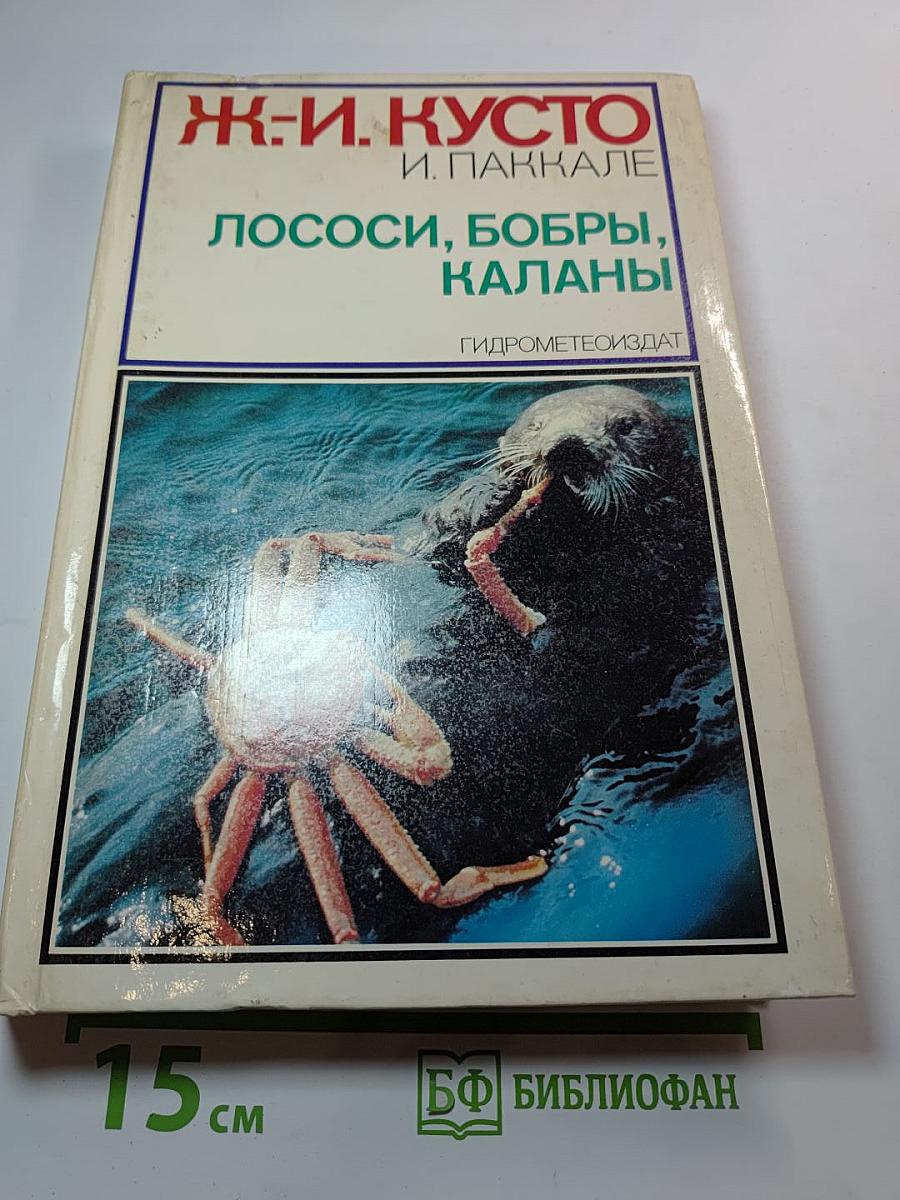 Ж.-И. КУСТО
И. ПАККАЛЕ
ЛОСОСИ, БОБРЫ,
КАЛАНЫ
ГИДРОМЕТЕОИЗДАТ
15 см
БФ БИБЛИОФАН